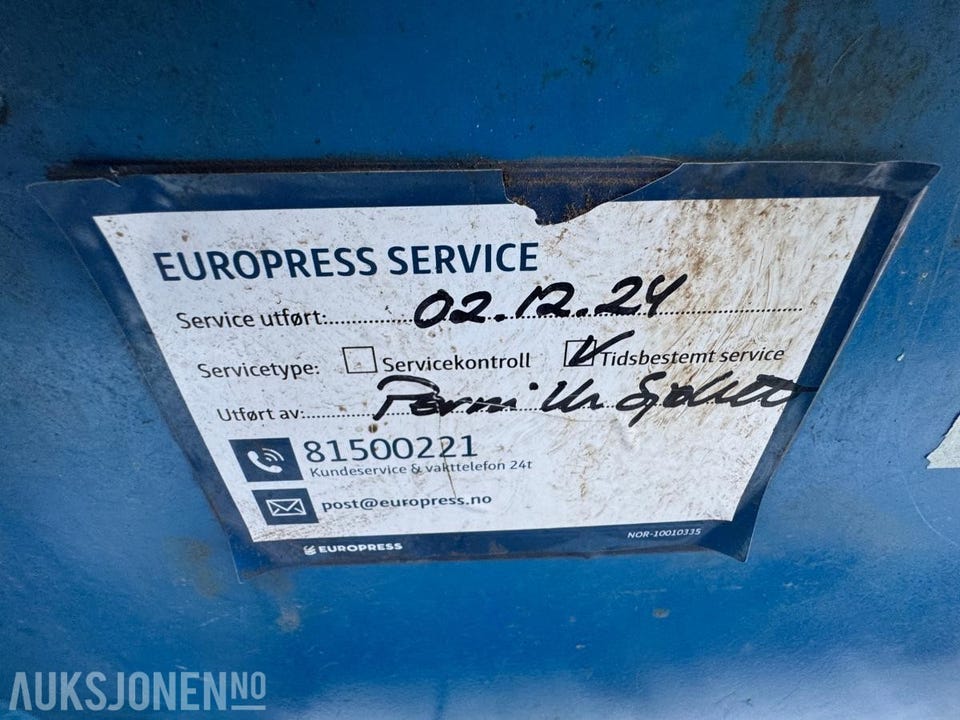 EUROPRESS SERVICE
Service utført: 02.12.24
Servicetype: Servicekontroll Tidsbestemt service
Utført av:
81500221
Kundeservice & vakttelefon 24t
post@europress.no
EUROPRESS
NOR-10010335
AUKSJONEN.NO